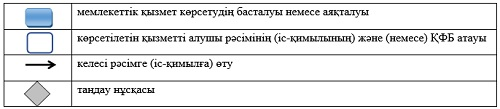 мемлекеттік қызмет көрсетудің басталуы немесе аяқталуы
көрсетілетін қызметті алушы рәсімінің (іс-қимылының) және (немесе) ҚФБ атауы
келесі рәсімге (іс-қимылға) өту
таңдау нұсқасы